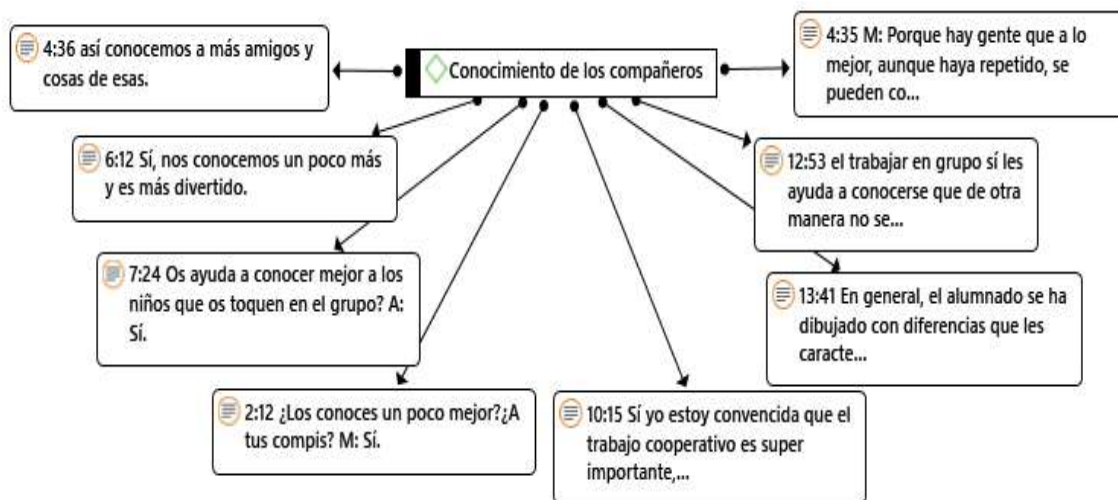 Conocimiento de los compañeros
4:36 así conocemos a más amigos y
cosas de esas.
4:35 M: Porque hay gente que a lo
mejor, aunque haya repetido, se
pueden co...
6:12 Sí, nos conocemos un poco más
y es más divertido.
12:53 el trabajar en grupo sí les
ayuda a conocerse que de otra
manera no se...
7:24 Os ayuda a conocer mejor a los
niños que os toquen en el grupo? A:
Sí.
13:41 En general, el alumnado se ha
dibujado con diferencias que les
caracte...
2:12 ¿Los conoces un poco mejor?¿A
tus compis? M: Sí.
10:15 Sí yo estoy convencida que el
trabajo cooperativo es super
importante,...